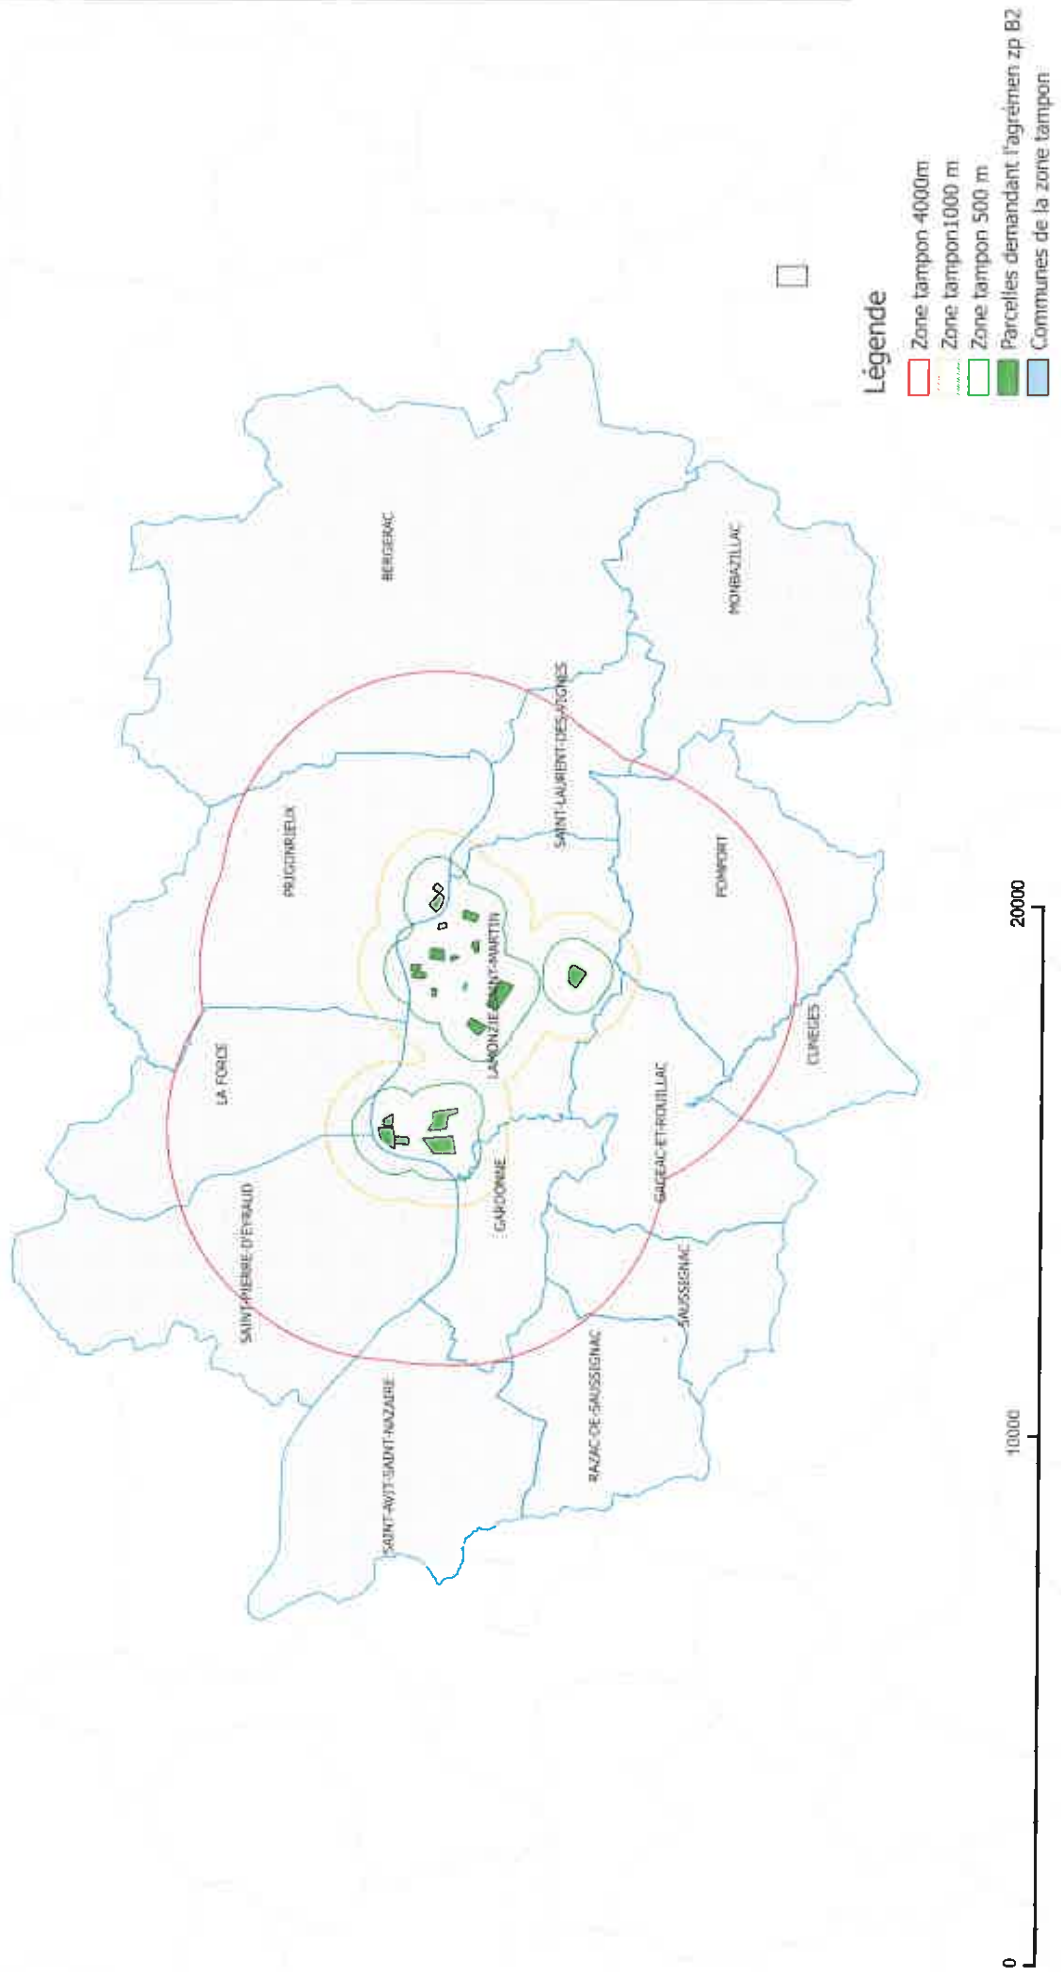 BERGERAC
MONBAZILLAC
PRIGONRIEUX
SAINT-LAURENT-DES-VIGNES
POMPORT
LAMONZIE-SAINT-MARTIN
LA FORCE
CUNEGES
GAGEAC-ET-ROUILLAC
SAINT-PIERRE-D'EYRAUD
GARDONNE
SAUSSIGNAC
SAINT-AVIT-SAINT-NAZAIRE
RAZAC-DE-SAUSSIGNAC
Légende
Zone tampon 4000m
Zone tampon1000 m
Zone tampon 500 m
Parcelles demandant l'agrémen zp B2
Communes de la zone tampon
0
10000
20000